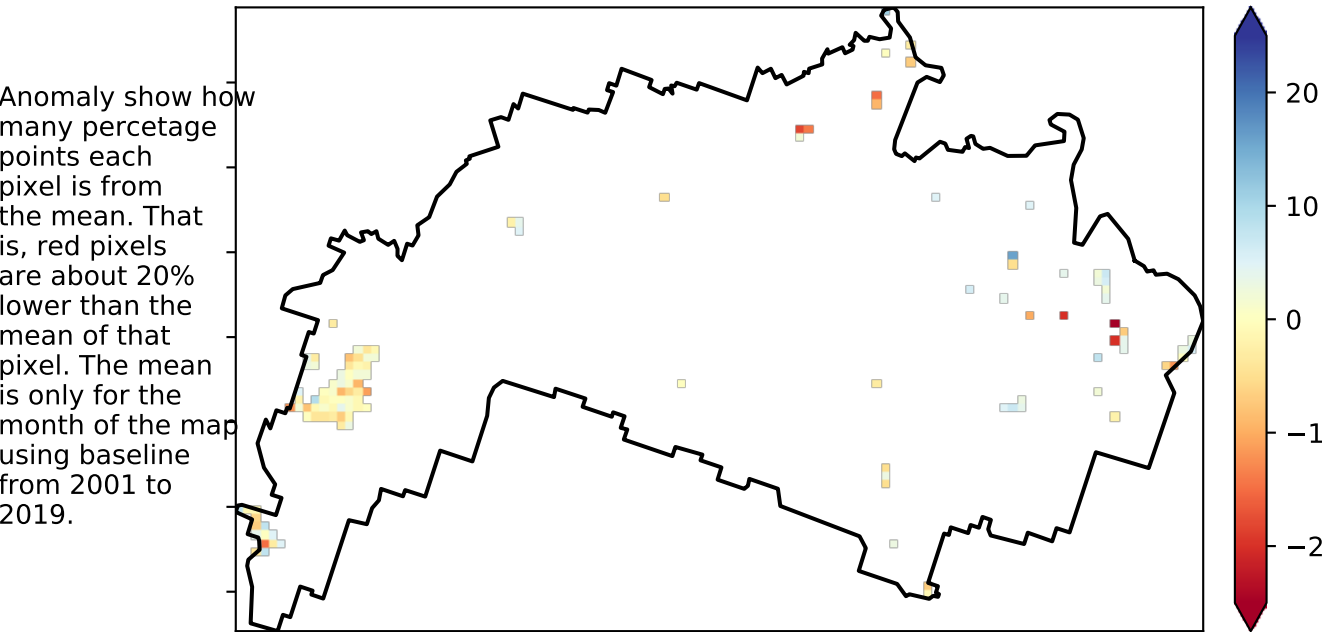 Anomaly show how
many percetage
points each
pixel is from
the mean. That
is, red pixels
are about 20%
lower than the
mean of that
pixel. The mean
is only for the
month of the map
using baseline
from 2001 to
2019.
20
10
0
−1
−2